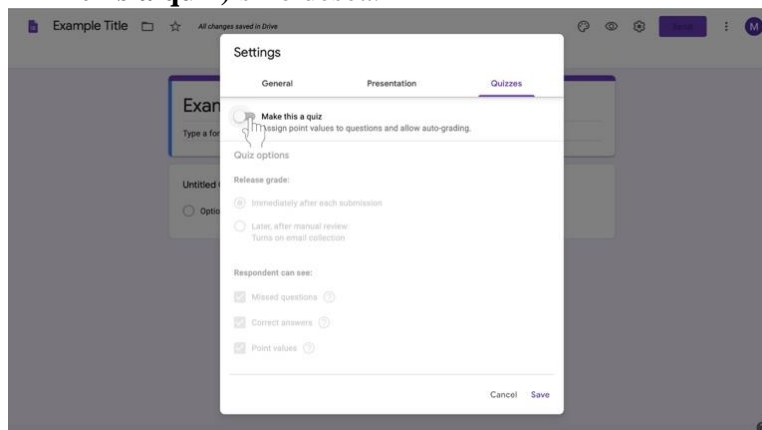 Example Title
All changes saved in Drive
M
Settings
General Presentation Quizzes
Exan
Make this a quiz
ssign point values to questions and allow auto-grading.
Type a for
Quiz options
Release grade:
Untitled
Immediately after each submission
Optio
Later, after manual review
Turns on email collection
Respondent can see:
Missed questions
Correct answers
Point values
Cancel Save